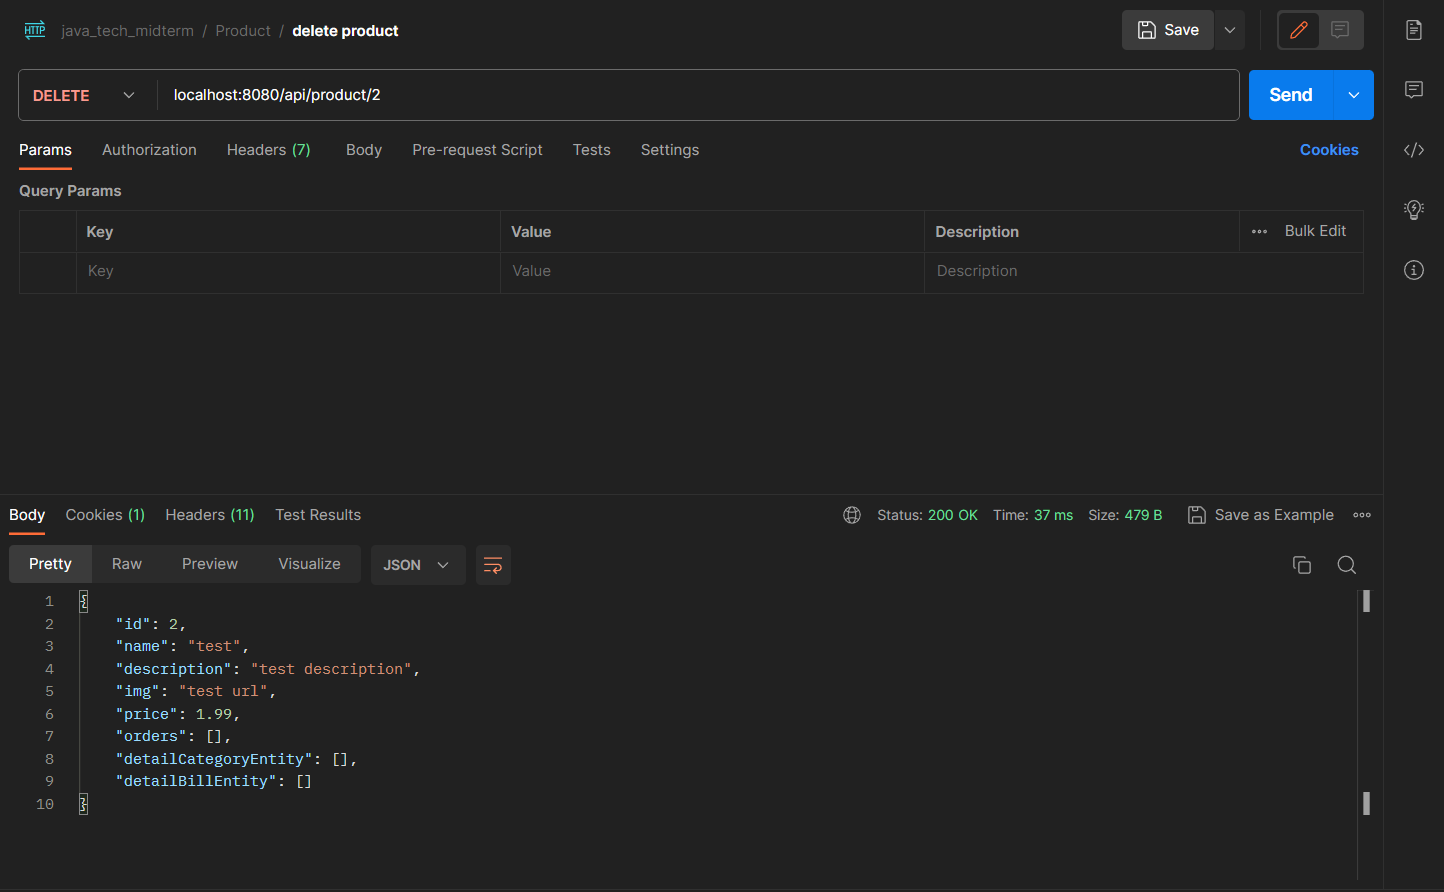 HTTP java_tech_midterm / Product / delete product Save
DELETE localhost:8080/api/product/2 Send
Params Authorization Headers (7) Body Pre-request Script Tests Settings Cookies
Query Params
Key Value Description Bulk Edit
Key Value Description
Body Cookies (1) Headers (11) Test Results Status: 200 OK Time: 37 ms Size: 479 B Save as Example
Pretty Raw Preview Visualize JSON
1 {
2 "id": 2,
3 "name": "test",
4 "description": "test description",
5 "img": "test url",
6 "price": 1.99,
7 "orders": [],
8 "detailCategoryEntity": [],
9 "detailBillEntity": []
10 }